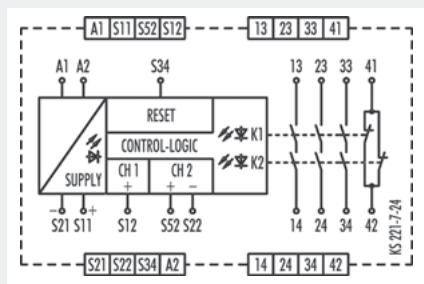 A1 S11 S52 S12 13 23 33 41
A1 A2 S34 13 23 33 41
RESET
CONTROL-LOGIC
K1
K2
CH 1 CH 2
+ + −
SUPPLY
− S21 S11 + S12 S52 S22 14 24 34 42
KS 221-7-24
S21 S22 S34 A2 14 24 34 42